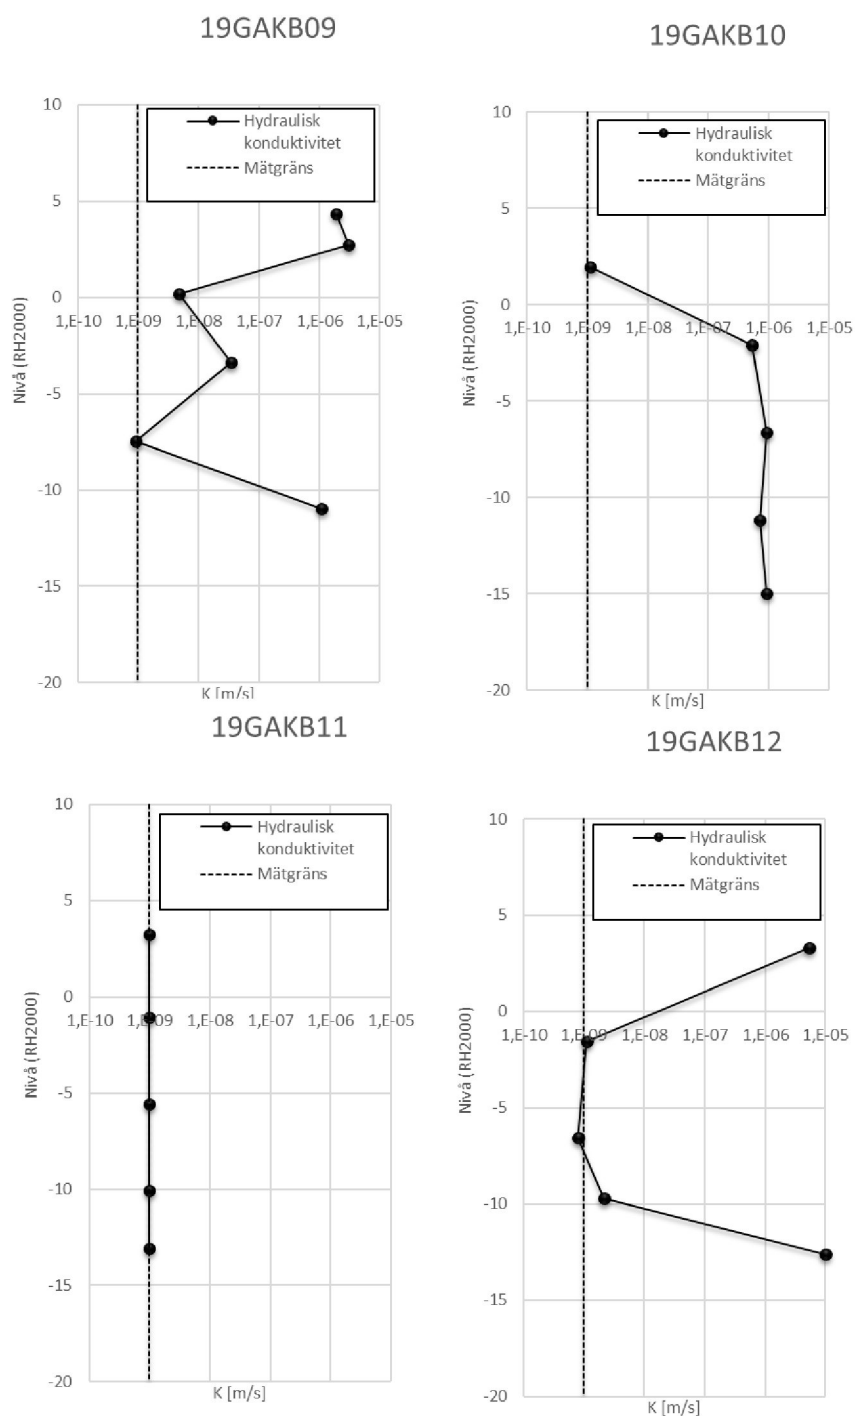 19GAKB09
10
Hydraulisk
konduktivitet
Mätgräns
5
0
1,E-10 1,E-09 1,E-08 1,E-07 1,E-06 1,E-05
-5
-10
-15
-20
Nivå (RH2000)
K [m/s]
19GAKB10
10
Hydraulisk
konduktivitet
Mätgräns
5
0
1,E-10 1,E-09 1,E-08 1,E-07 1,E-06 1,E-05
-5
-10
-15
-20
Nivå (RH2000)
K [m/s]
19GAKB11
10
Hydraulisk
konduktivitet
Mätgräns
5
0
1,E-10 1,E-09 1,E-08 1,E-07 1,E-06 1,E-05
-5
-10
-15
-20
Nivå (RH2000)
K [m/s]
19GAKB12
10
Hydraulisk
konduktivitet
Mätgräns
5
0
1,E-10 1,E-09 1,E-08 1,E-07 1,E-06 1,E-05
-5
-10
-15
-20
Nivå (RH2000)
K [m/s]